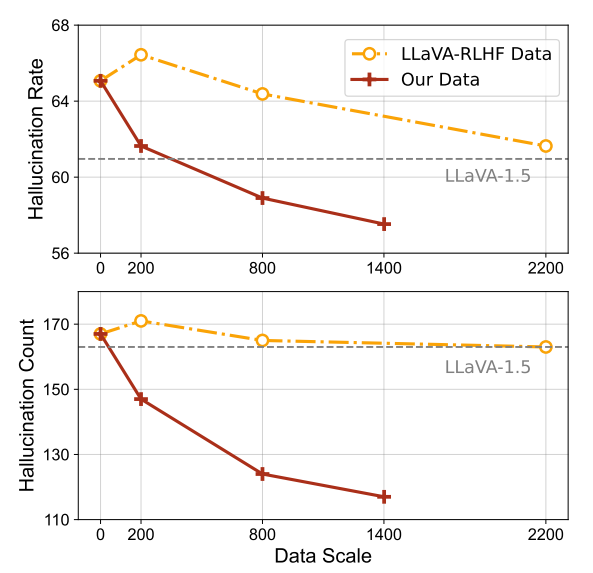 68
64
60
56
Hallucination Rate
LLaVA-RLHF Data
Our Data
LLaVA-1.5
0 200 800 1400 2200
170
150
130
110
Hallucination Count
LLaVA-1.5
0 200 800 1400 2200
Data Scale